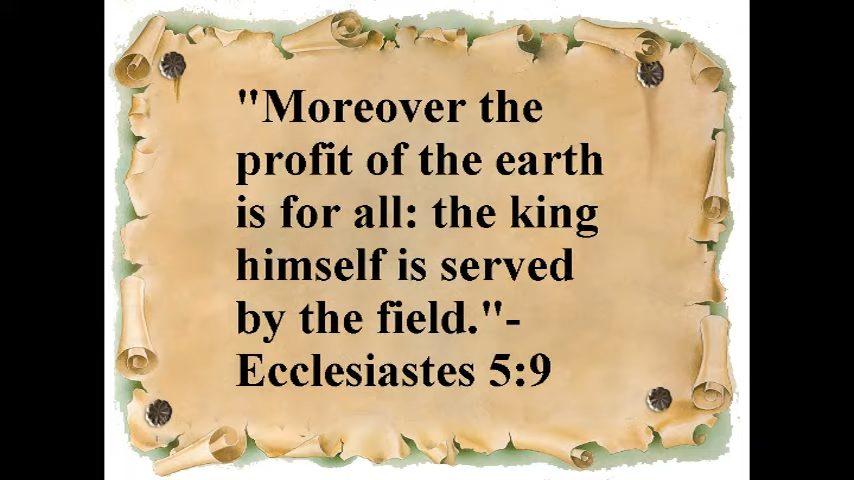 "Moreover the
profit of the earth
is for all: the king
himself is served
by the field."-
Ecclesiastes 5:9